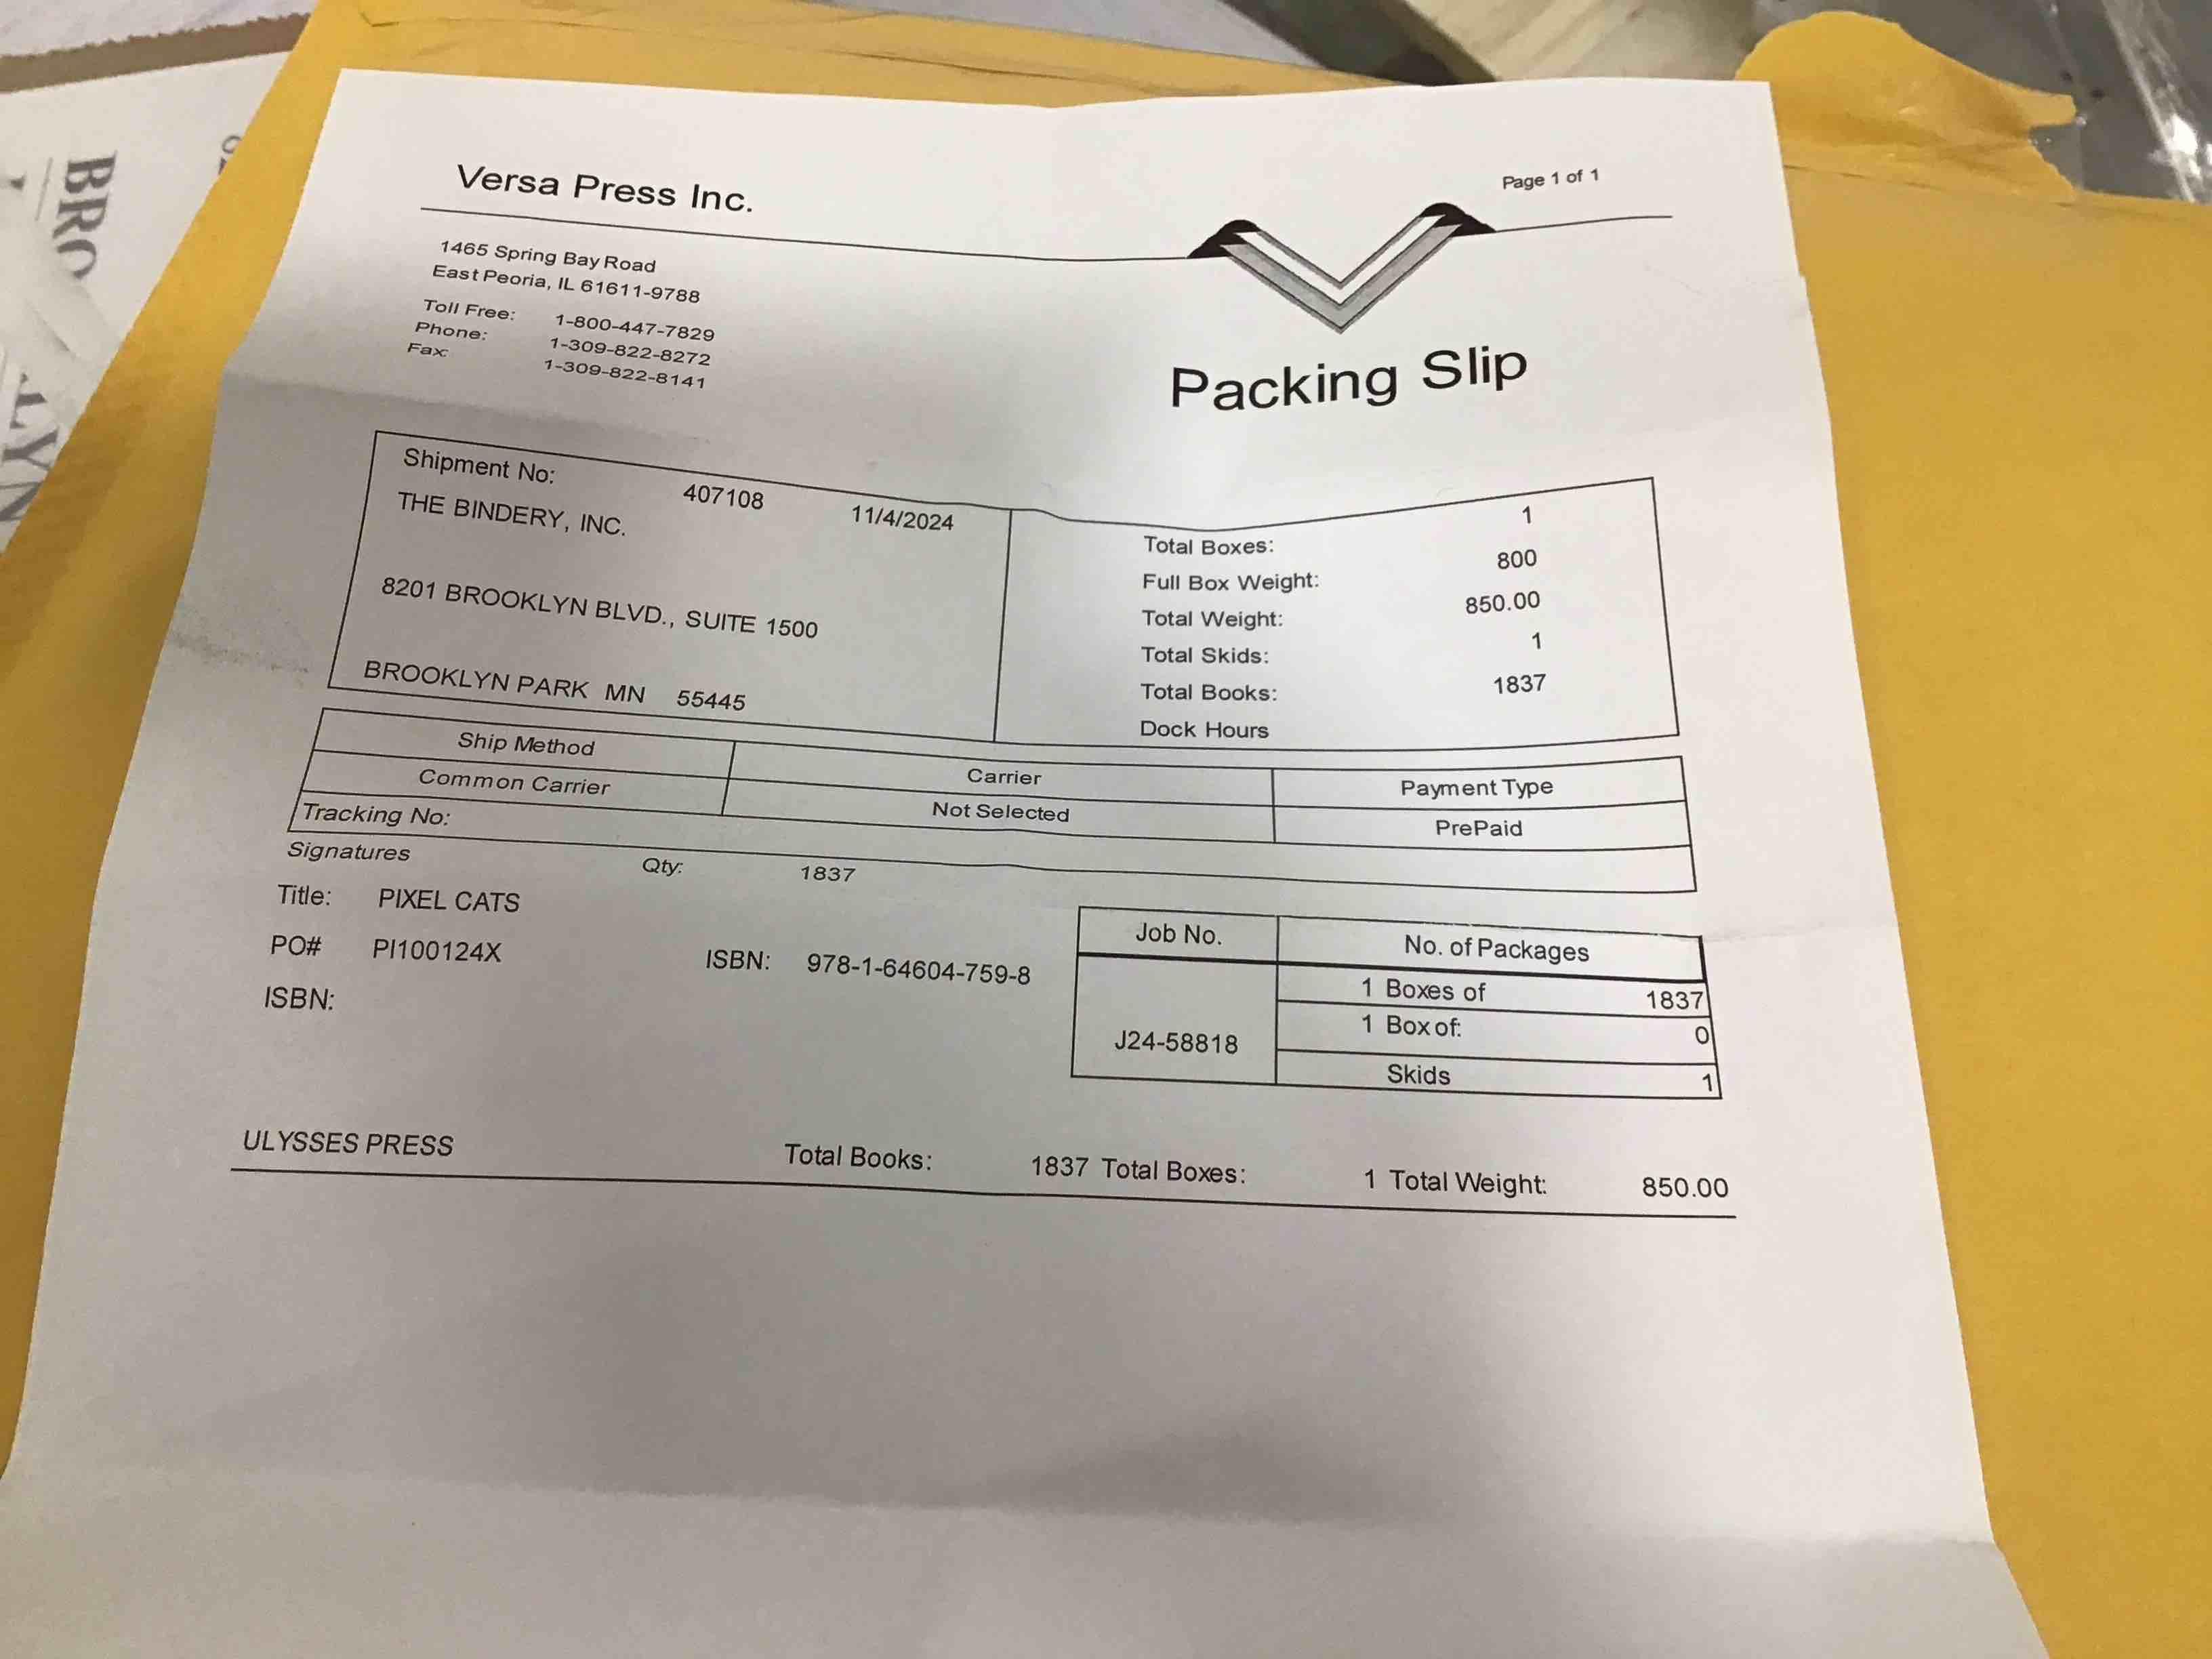 Versa Press Inc.
Page 1 of 1
1465 Spring Bay Road
East Peoria, IL 61611-9788
Toll Free: 1-800-447-7829
Phone: 1-309-822-8272
Fax: 1-309-822-8141
Packing Slip
Shipment No: 407108 11/4/2024
THE BINDERY, INC.
8201 BROOKLYN BLVD., SUITE 1500
BROOKLYN PARK MN 55445
Total Boxes: 1
Full Box Weight: 800
Total Weight: 850.00
Total Skids: 1
Total Books: 1837
Dock Hours
Ship Method Carrier Payment Type
Common Carrier Not Selected PrePaid
Tracking No:
Signatures Qty: 1837
Title: PIXEL CATS
PO# PI100124X ISBN: 978-1-64604-759-8
ISBN:
Job No. No. of Packages
J24-58818
1 Boxes of 1837
1 Box of: 0
Skids 1
ULYSSES PRESS Total Books: 1837 Total Boxes: 1 Total Weight: 850.00